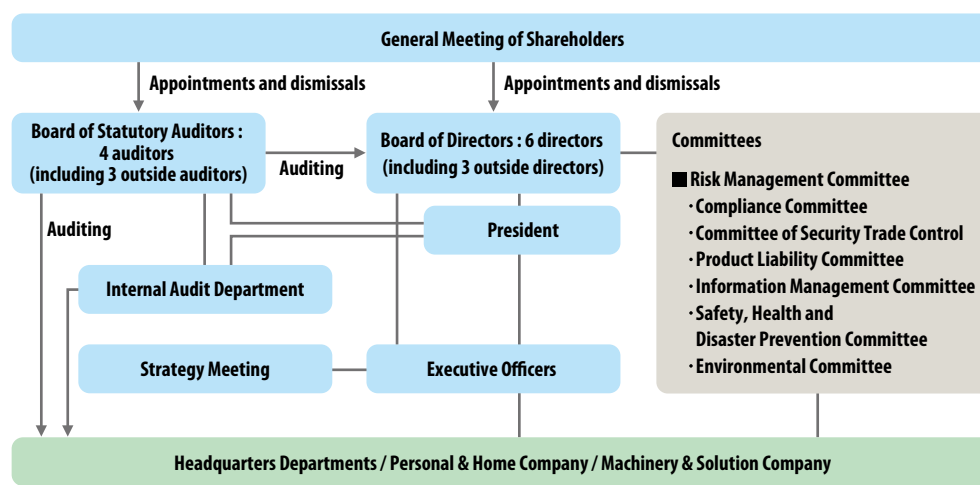 General Meeting of Shareholders
Appointments and dismissals
Appointments and dismissals
Board of Statutory Auditors :
4 auditors
(including 3 outside auditors)
Auditing
Board of Directors : 6 directors
(including 3 outside directors)
Committees
■ Risk Management Committee
・Compliance Committee
・Committee of Security Trade Control
・Product Liability Committee
・Information Management Committee
・Safety, Health and
Disaster Prevention Committee
・Environmental Committee
Auditing
President
Internal Audit Department
Strategy Meeting
Executive Officers
Headquarters Departments / Personal & Home Company / Machinery & Solution Company